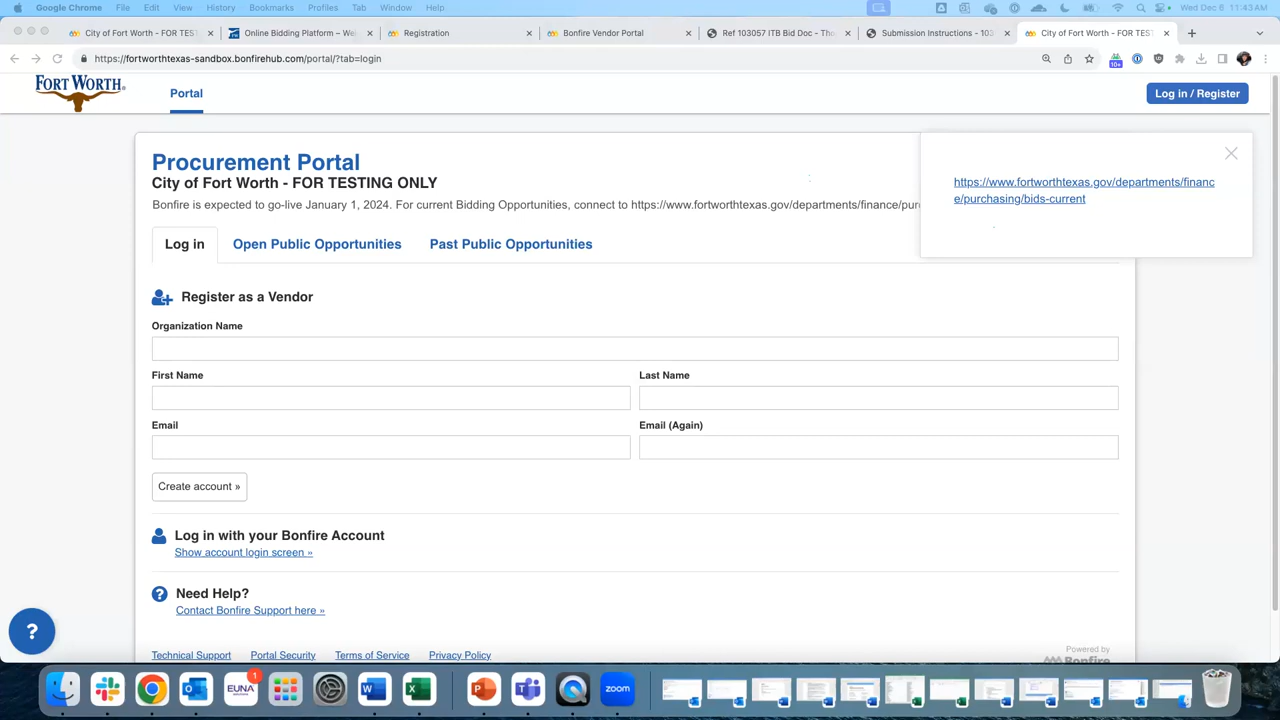 Google Chrome File Edit View History Bookmarks Profiles Tab Window Help Wed Dec 6 11:43 AM
City of Fort Worth - FOR TES Online Bidding Platform – We Registration Bonfire Vendor Portal Ref 103057 ITB Bid Doc - Tho Submission Instructions - 103 City of Fort Worth - FOR TEST
https://fortworthtexas-sandbox.bonfirehub.com/portal/?tab=login
10+
FORT WORTH
Portal
Log in / Register
Procurement Portal
City of Fort Worth - FOR TESTING ONLY
Bonfire is expected to go-live January 1, 2024. For current Bidding Opportunities, connect to https://www.fortworthtexas.gov/departments/finance/pur
https://www.fortworthtexas.gov/departments/financ
e/purchasing/bids-current
Log in Open Public Opportunities Past Public Opportunities
Register as a Vendor
Organization Name
First Name Last Name
Email Email (Again)
Create account »
Log in with your Bonfire Account
Show account login screen »
? Need Help?
Contact Bonfire Support here »
?
Technical Support Portal Security Terms of Service Privacy Policy
Powered by
Bonfire
EUNA 1 zoom